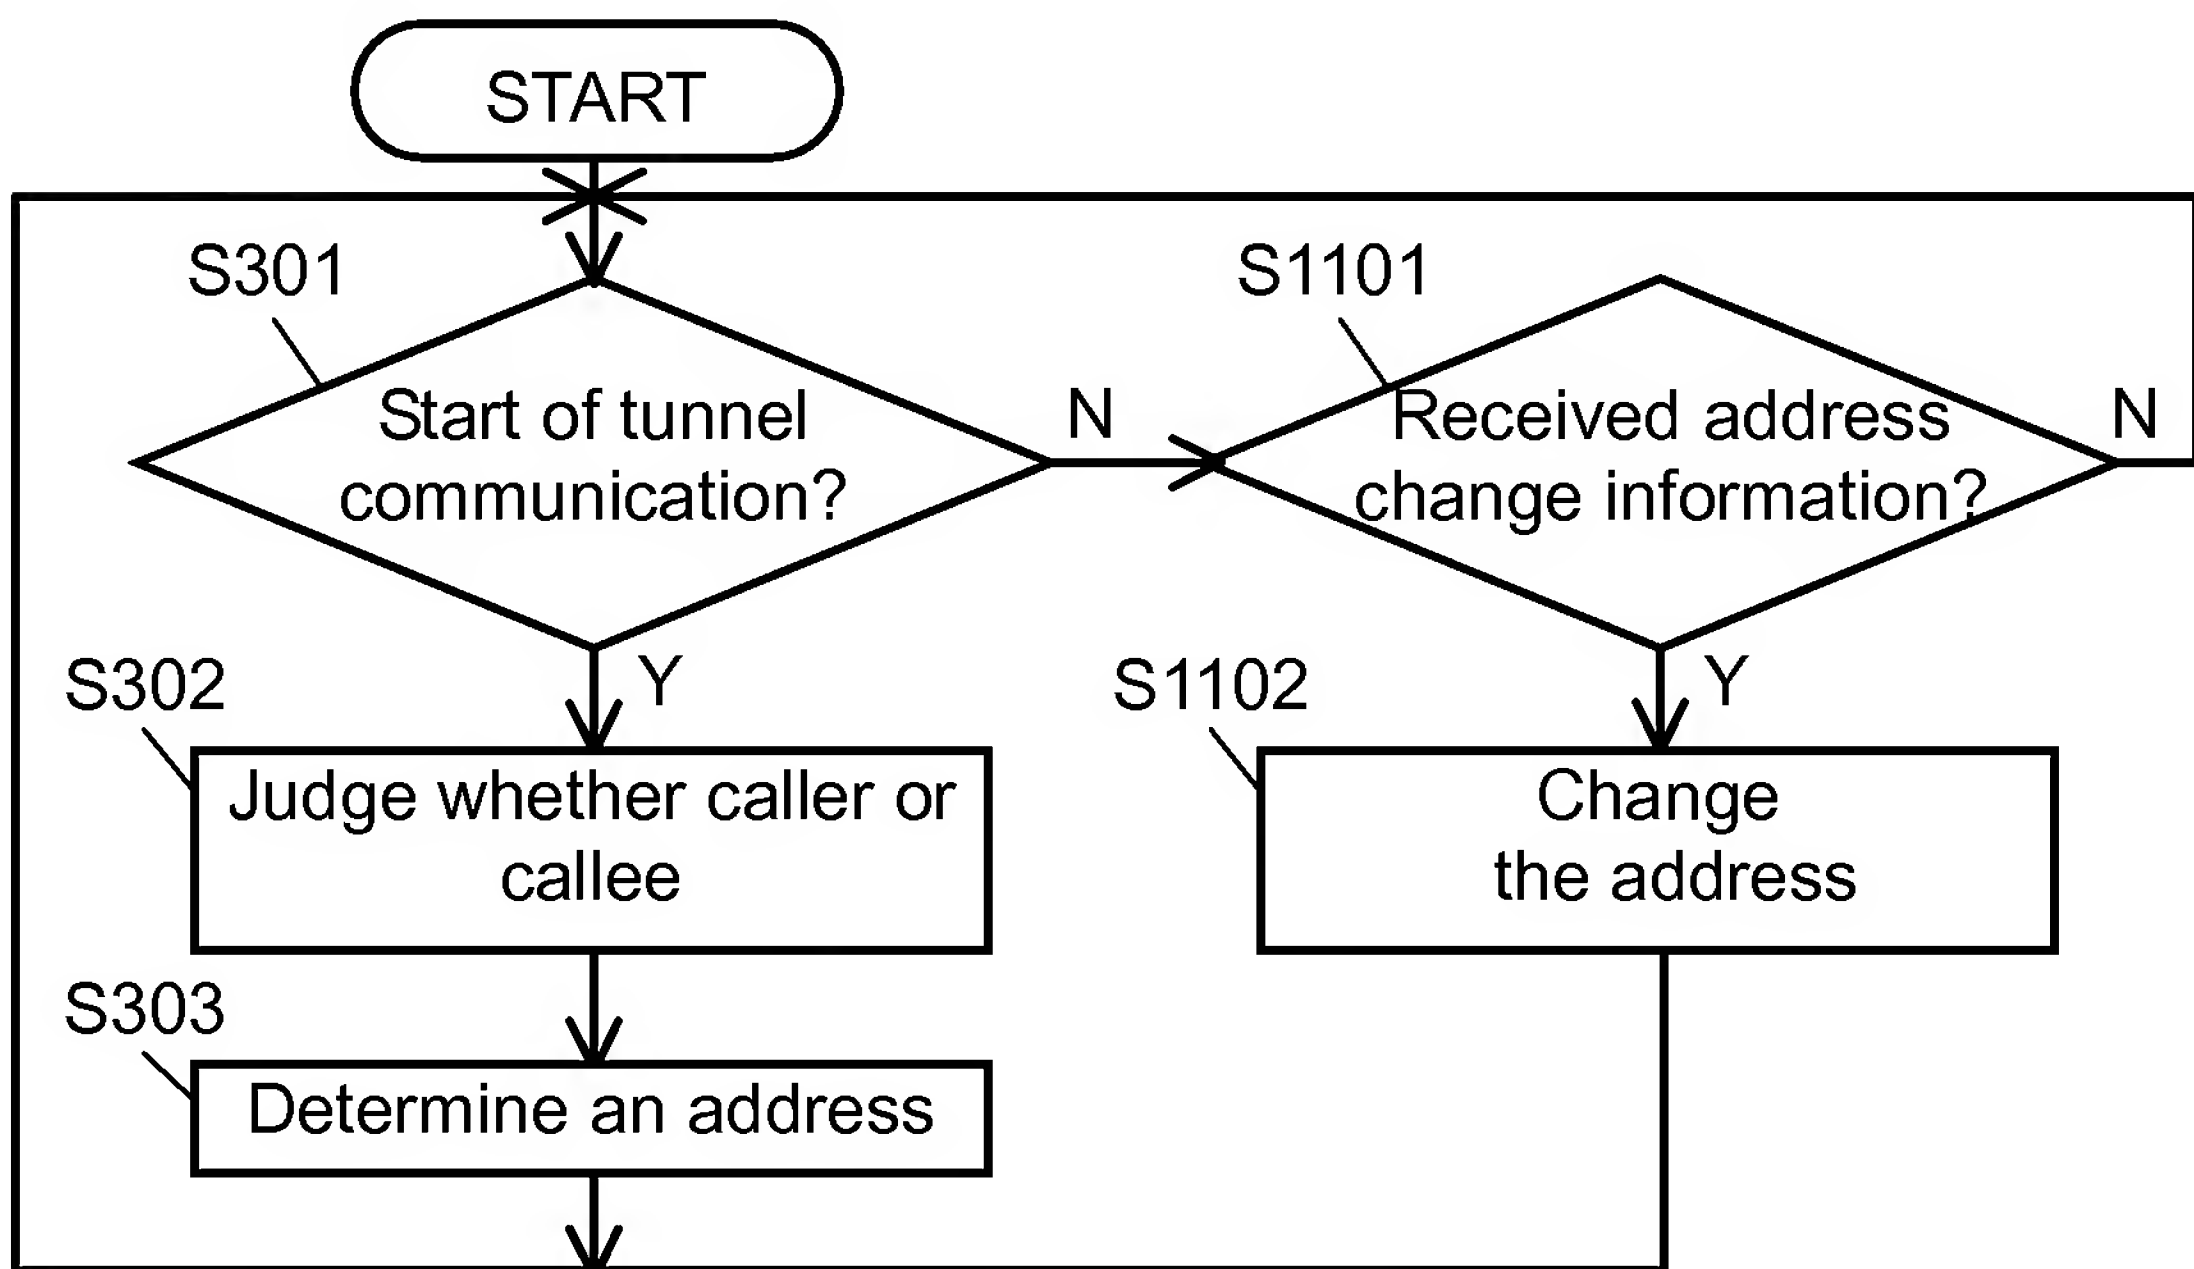 START
S301
S1101
Start of tunnel
communication?
N
Received address
change information?
N
S302
Y
S1102
Y
Judge whether caller or
callee
Change
the address
S303
Determine an address